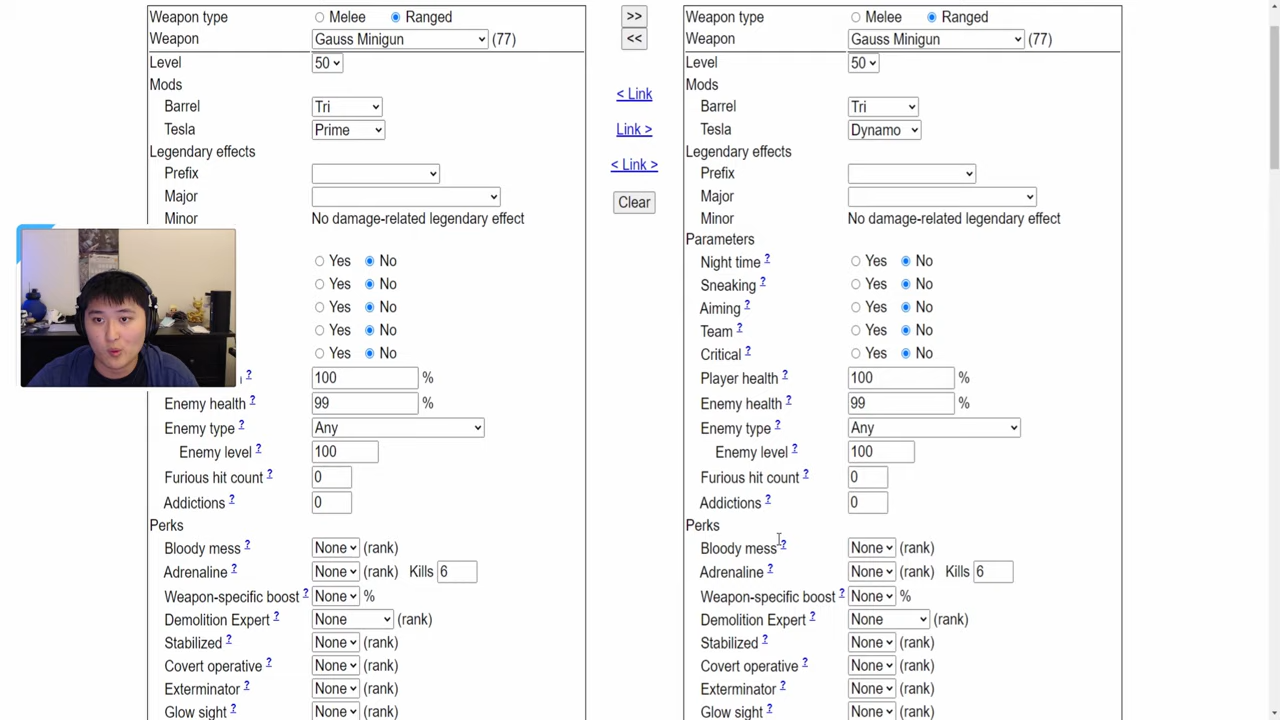 Weapon type Melee Ranged
Weapon Gauss Minigun (77)
Level 50
Mods
Barrel Tri
Tesla Prime
Legendary effects
Prefix
Major
Minor No damage-related legendary effect
Yes No
Yes No
Yes No
Yes No
Yes No
? 100 %
Enemy health ? 99 %
Enemy type ? Any
Enemy level ? 100
Furious hit count ? 0
Addictions ? 0
Perks
Bloody mess ? None (rank)
Adrenaline ? None (rank) Kills 6
Weapon-specific boost ? None %
Demolition Expert ? None (rank)
Stabilized ? None (rank)
Covert operative ? None (rank)
Exterminator ? None (rank)
Glow sight ? None (rank)
>>
<<
< Link
Link >
< Link >
Clear
Weapon type Melee Ranged
Weapon Gauss Minigun (77)
Level 50
Mods
Barrel Tri
Tesla Dynamo
Legendary effects
Prefix
Major
Minor No damage-related legendary effect
Parameters
Night time ? Yes No
Sneaking ? Yes No
Aiming ? Yes No
Team ? Yes No
Critical ? Yes No
Player health ? 100 %
Enemy health ? 99 %
Enemy type ? Any
Enemy level ? 100
Furious hit count ? 0
Addictions ? 0
Perks
Bloody mess ? None (rank)
Adrenaline ? None (rank) Kills 6
Weapon-specific boost ? None %
Demolition Expert ? None (rank)
Stabilized ? None (rank)
Covert operative ? None (rank)
Exterminator ? None (rank)
Glow sight ? None (rank)